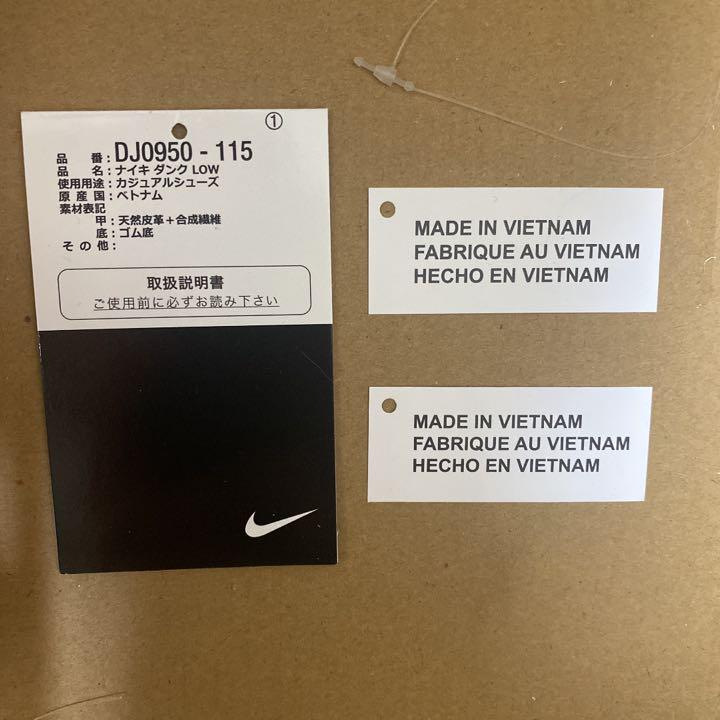 ①
品 番：DJ0950 - 115
品 名：ナイキ ダンク LOW
使用用途：カジュアルシューズ
原 産 国：ベトナム
素材表記
甲：天然皮革＋合成繊維
底：ゴム底
そ の 他：
取扱説明書
ご使用前に必ずお読み下さい
MADE IN VIETNAM
FABRIQUE AU VIETNAM
HECHO EN VIETNAM
MADE IN VIETNAM
FABRIQUE AU VIETNAM
HECHO EN VIETNAM